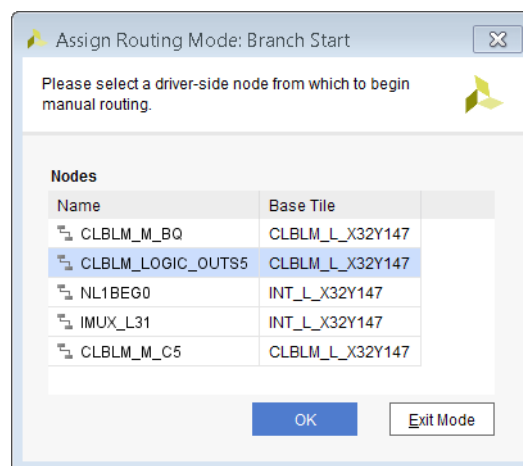 Assign Routing Mode: Branch Start
Please select a driver-side node from which to begin
manual routing.
Nodes
Name Base Tile
CLBLM_M_BQ CLBLM_L_X32Y147
CLBLM_LOGIC_OUTS5 CLBLM_L_X32Y147
NL1BEG0 INT_L_X32Y147
IMUX_L31 INT_L_X32Y147
CLBLM_M_C5 CLBLM_L_X32Y147
OK Exit Mode